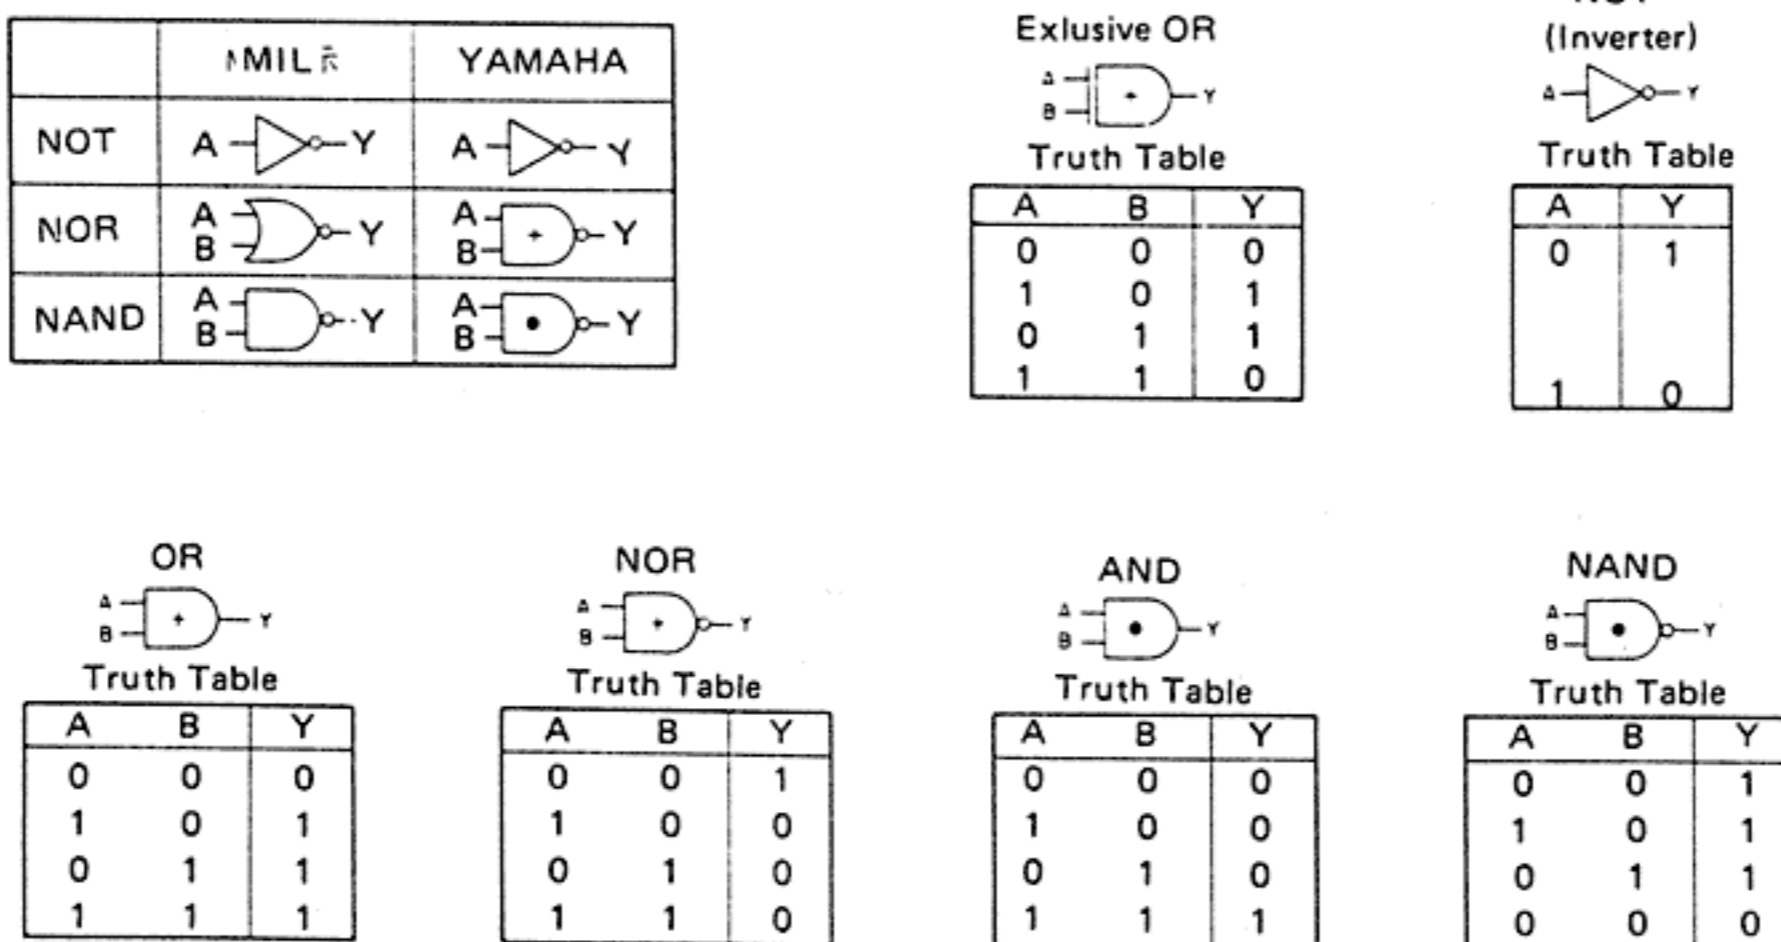 MIL YAMAHA
NOT A Y A Y
NOR A B Y A B Y
NAND A B Y A B Y
Exlusive OR
A B Y
Truth Table
A B Y
0 0 0
1 0 1
0 1 1
1 1 0
(Inverter)
A Y
Truth Table
A Y
0 1
1 0
OR
A B Y
Truth Table
A B Y
0 0 0
1 0 1
0 1 1
1 1 1
NOR
A B Y
Truth Table
A B Y
0 0 1
1 0 0
0 1 0
1 1 0
AND
A B Y
Truth Table
A B Y
0 0 0
1 0 0
0 1 0
1 1 1
NAND
A B Y
Truth Table
A B Y
0 0 1
1 0 1
0 1 1
0 0 0